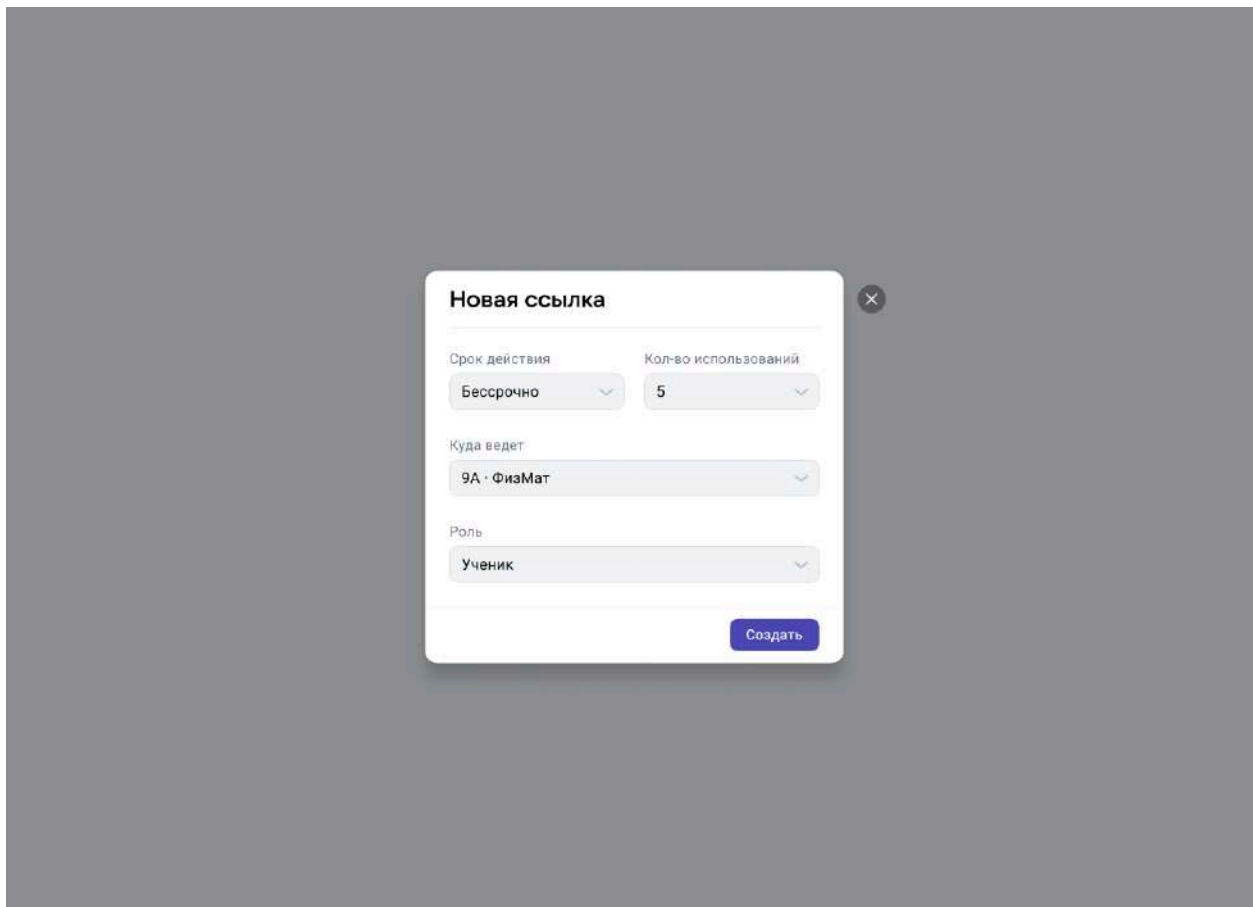 Новая ссылка
Срок действия Кол-во использований
Бессрочно 5
Куда ведет
9А · ФизМат
Роль
Ученик
Создать